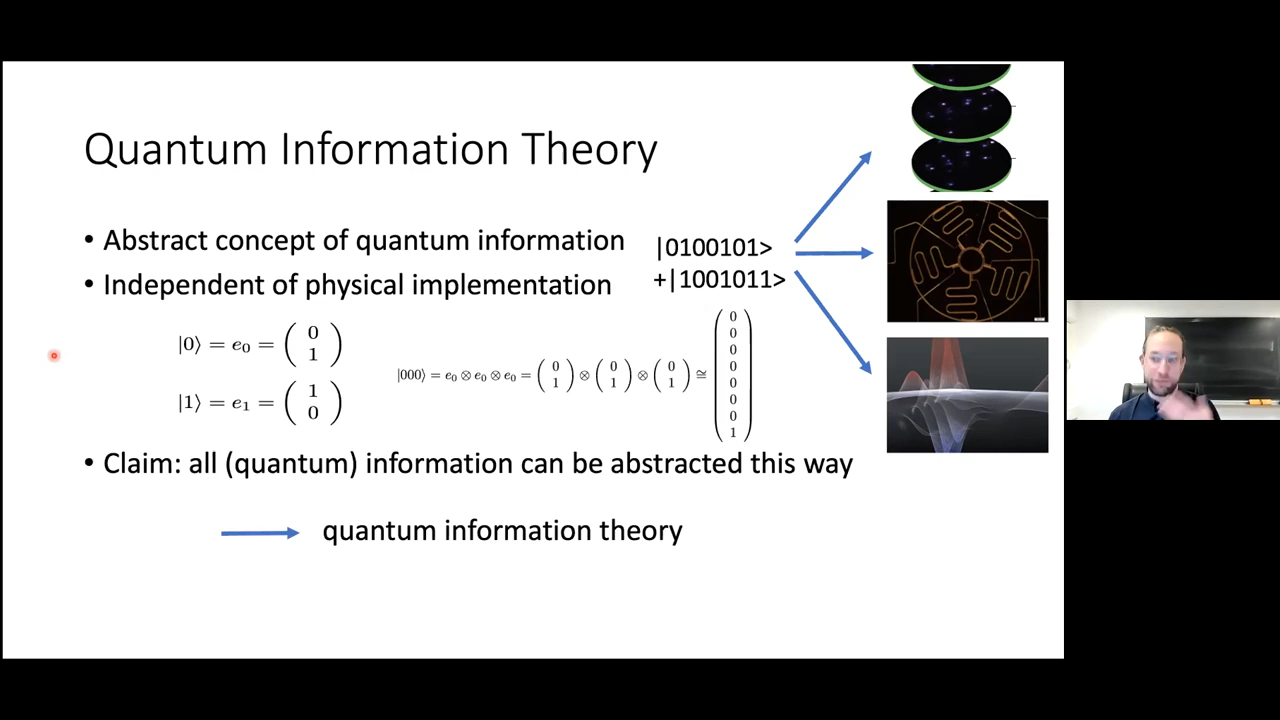 Quantum Information Theory
• Abstract concept of quantum information
• Independent of physical implementation
|0100101>
+|1001011>
|0⟩ = e₀ = ( 0 1 )
|1⟩ = e₁ = ( 1 0 )
|000⟩ = e₀ ⊗ e₀ ⊗ e₀ = ( 0 1 ) ⊗ ( 0 1 ) ⊗ ( 0 1 ) ≅ ( 0 0 0 0 0 0 0 1 )
• Claim: all (quantum) information can be abstracted this way
quantum information theory